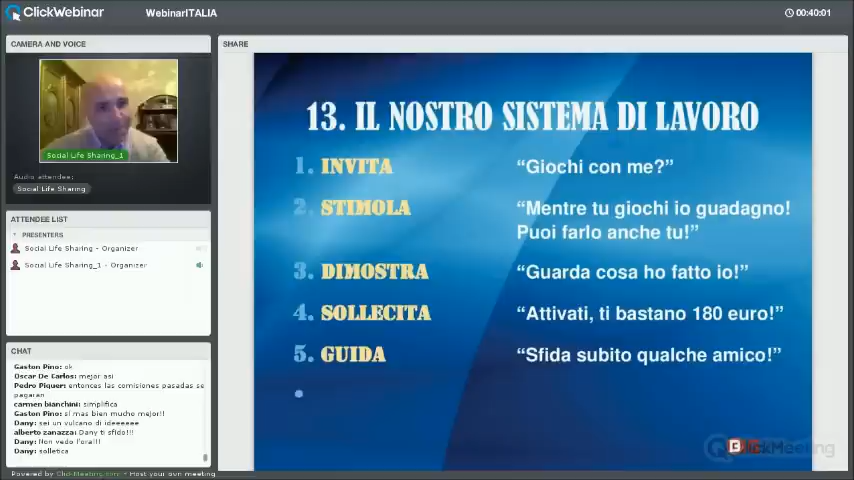 ClickWebinar
WebinarITALIA
00:40:01
CAMERA AND VOICE
Social Life Sharing_1
Audio attendee;
Social Life Sharing
ATTENDEE LIST
PRESENTERS
Social Life Sharing - Organizer
Social Life Sharing_1 - Organizer
CHAT
Gaston Pino: ok
Oscar De Carlos: mejor asi
Pedro Piquer: entonces las comisiones pasadas se
pagaran
carmen bianchini: simplifica
Gaston Pino: si mas bien mucho mejor!!
Dany: sei un vulcano di ideeeeee
alberto zanazza: Dany ti sfido!!!
Dany: Non vedo l'ora!!!
Dany: solletica
Powered by ClickMeeting.com • Host your own meeting
SHARE
13. IL NOSTRO SISTEMA DI LAVORO
1. INVITA “Giochi con me?”
2. STIMOLA “Mentre tu giochi io guadagno!
Puoi farlo anche tu!”
3. DIMOSTRA “Guarda cosa ho fatto io!”
4. SOLLECITA “Attivati, ti bastano 180 euro!”
5. GUIDA “Sfida subito qualche amico!”
ClickMeeting